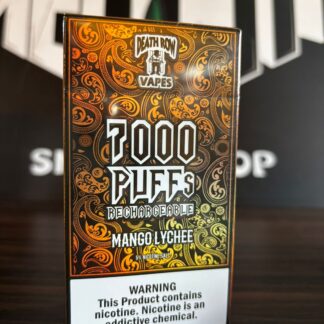 DEATH ROW
VAPES
7000
PUFFs
RECHARGEABLE
MANGO LYCHEE
WARNING
This Product contains
nicotine. Nicotine is an
addictive chemical.